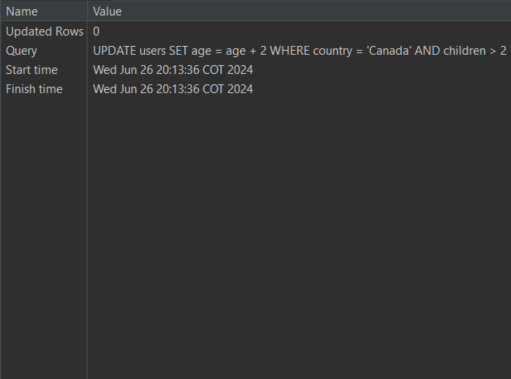 Name Value
Updated Rows 0
Query UPDATE users SET age = age + 2 WHERE country = 'Canada' AND children > 2
Start time Wed Jun 26 20:13:36 COT 2024
Finish time Wed Jun 26 20:13:36 COT 2024